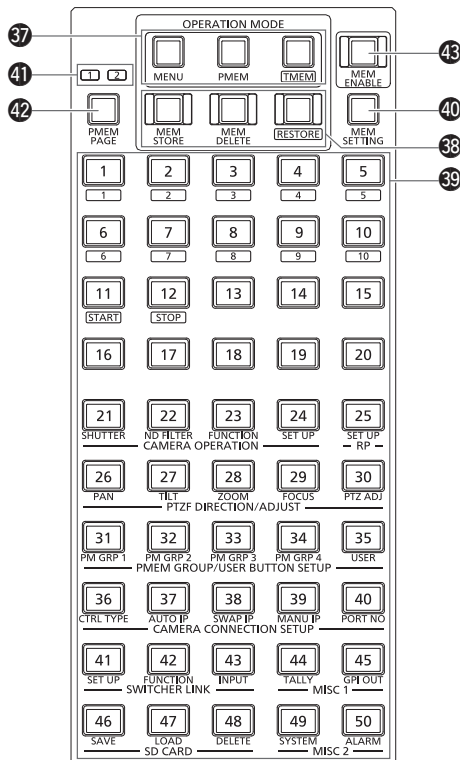 OPERATION MODE
37
43
MENU PMEM TMEM
MEM ENABLE
41
1 2
42
40
PMEM PAGE
MEM STORE
MEM DELETE
RESTORE
MEM SETTING
38
39
1 2 3 4 5
1 2 3 4 5
6 7 8 9 10
6 7 8 9 10
11 12 13 14 15
START STOP
16 17 18 19 20
21 22 23 24 25
SHUTTER ND FILTER FUNCTION SET UP SET UP
CAMERA OPERATION RP
26 27 28 29 30
PAN TILT ZOOM FOCUS PTZ ADJ
PTZF DIRECTION/ADJUST
31 32 33 34 35
PM GRP 1 PM GRP 2 PM GRP 3 PM GRP 4 USER
PMEM GROUP/USER BUTTON SETUP
36 37 38 39 40
CTRL TYPE AUTO IP SWAP IP MANU IP PORT NO
CAMERA CONNECTION SETUP
41 42 43 44 45
SET UP FUNCTION INPUT TALLY GPI OUT
SWITCHER LINK MISC 1
46 47 48 49 50
SAVE LOAD DELETE SYSTEM ALARM
SD CARD MISC 2